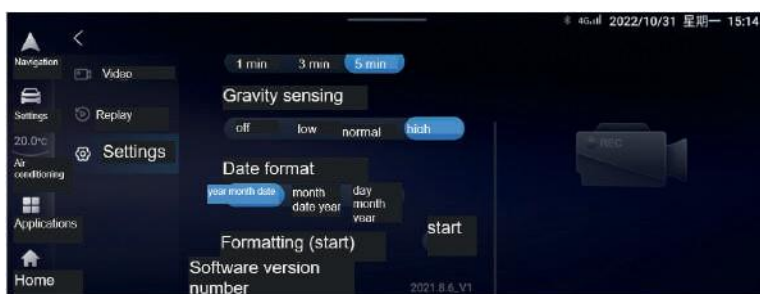 4G 2022/10/31 星期一 15:14
Navigation
Settings
20.0°c
Air
conditioning
Applications
Home
Video
Replay
Settings
1 min 3 min 5 min
Gravity sensing
off low normal high
Date format
year month date
month
date year
day
month
year
Formatting (start)
start
Software version
number
2021.8.6_V1
REC